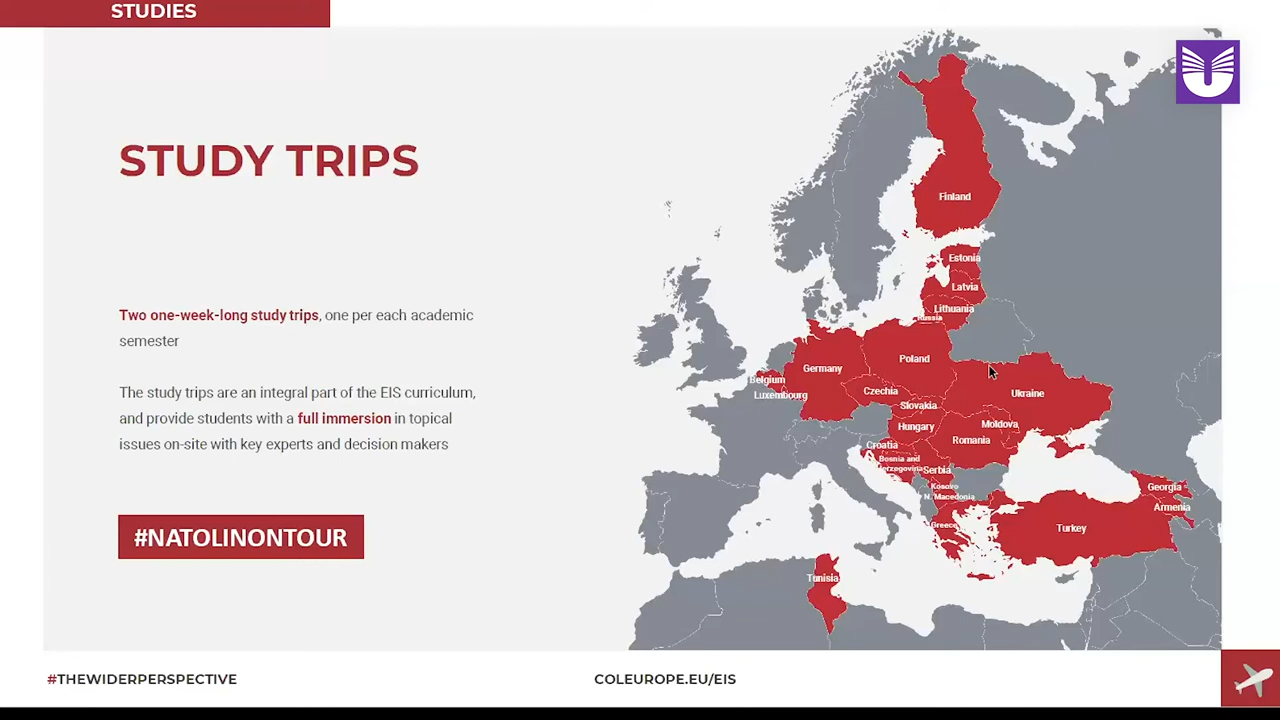 STUDIES
STUDY TRIPS
Two one-week-long study trips, one per each academic
semester
The study trips are an integral part of the EIS curriculum,
and provide students with a full immersion in topical
issues on-site with key experts and decision makers
#NATOLINONTOUR
Finland
Estonia
Latvia
Lithuania
Russia
Poland
Germany
Belgium
Luxembourg
Czechia
Slovakia
Ukraine
Hungary
Moldova
Romania
Croatia
Bosnia and
Herzegovina
Serbia
Kosovo
N. Macedonia
Greece
Georgia
Armenia
Turkey
Tunisia
#THEWIDERPERSPECTIVE
COLEUROPE.EU/EIS